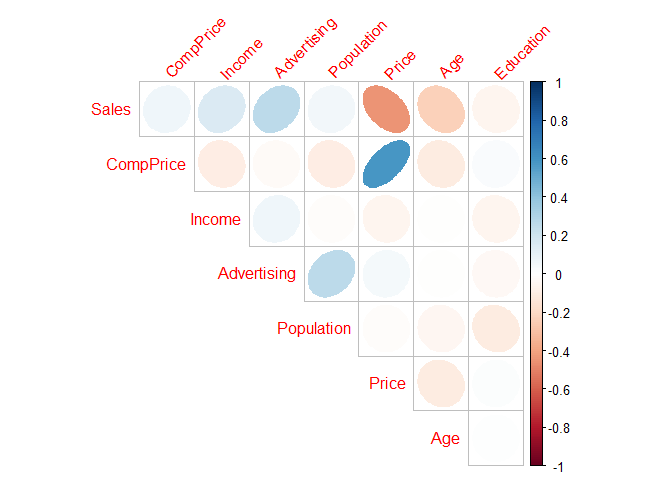 CompPrice
Income
Advertising
Population
Price
Age
Education
Sales
CompPrice
Income
Advertising
Population
Price
Age
1
0.8
0.6
0.4
0.2
0
-0.2
-0.4
-0.6
-0.8
-1